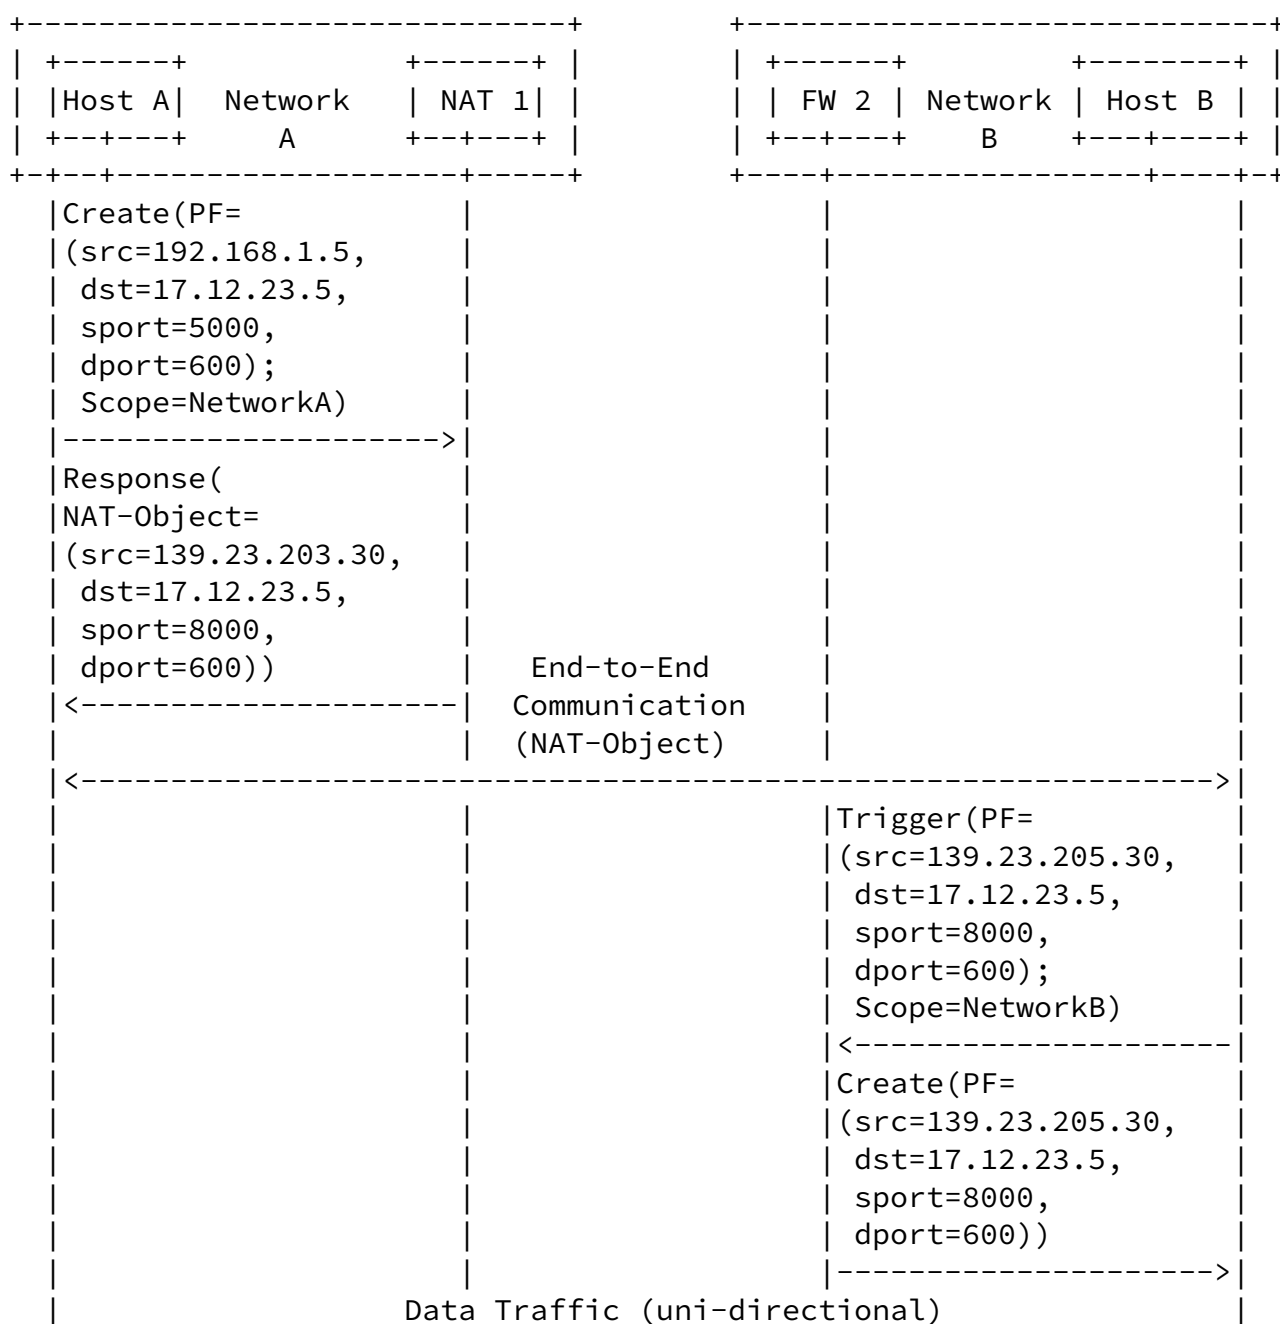 +------------------------------+ +-----------------------------+
| +------+ +------+ | | +------+ +--------+ |
| |Host A| Network | NAT 1| | | | FW 2 | Network | Host B | |
| +--+---+ A +--+---+ | | +--+---+ B +---+----+ |
+-+--+-------------------+-----+ +----+-----------------+----+-+
|Create(PF= | | |
|(src=192.168.1.5, | | |
| dst=17.12.23.5, | | |
| sport=5000, | | |
| dport=600); | | |
| Scope=NetworkA) | | |
|--------------------->| | |
|Response( | | |
|NAT-Object= | | |
|(src=139.23.203.30, | | |
| dst=17.12.23.5, | | |
| sport=8000, | | |
| dport=600)) | End-to-End | |
|<---------------------| Communication | |
| | (NAT-Object) | |
|<--------------------------------------------------------------->|
| | |Trigger(PF= |
| | |(src=139.23.205.30, |
| | | dst=17.12.23.5, |
| | | sport=8000, |
| | | dport=600); |
| | | Scope=NetworkB) |
| | |<---------------------|
| | |Create(PF= |
| | |(src=139.23.205.30, |
| | | dst=17.12.23.5, |
| | | sport=8000, |
| | | dport=600)) |
| | |--------------------->|
| Data Traffic (uni-directional) |